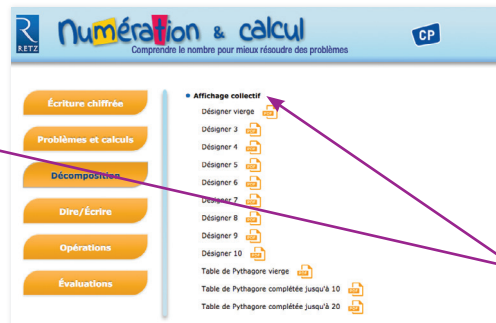 RETZ
Numération & calcul
Comprendre le nombre pour mieux résoudre des problèmes
CP
Écriture chiffrée
Problèmes et calculs
Décomposition
Dire/Écrire
Opérations
Évaluations
• Affichage collectif
Désigner vierge
Désigner 3
Désigner 4
Désigner 5
Désigner 6
Désigner 7
Désigner 8
Désigner 9
Désigner 10
Table de Pythagore vierge
Table de Pythagore complétée jusqu'à 10
Table de Pythagore complétée jusqu'à 20